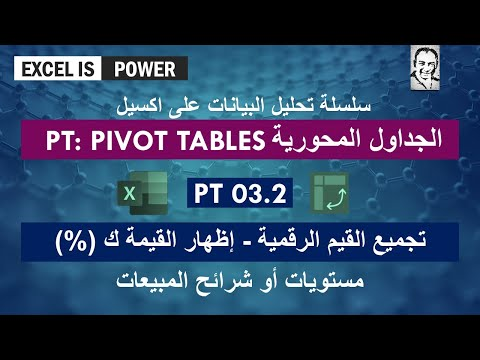 EXCEL IS POWER
سلسلة تحليل البيانات على اكسيل
الجداول المحورية PT: PIVOT TABLES
PT 03.2
تجميع القيم الرقمية - إظهار القيمة ك (%)
مستويات أو شرائح المبيعات